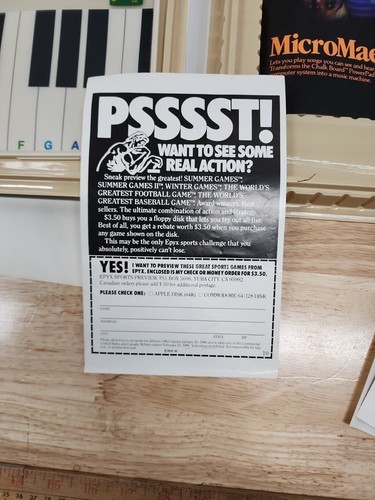 MicroMae
Lets you play songs you can see and hear
Transforms the Chalk Board™ PowerPad
computer system into a music machine.
F G A
PSSSSST!
WANT TO SEE SOME
REAL ACTION?
Sneak preview the greatest! SUMMER GAMES™,
SUMMER GAMES II™, WINTER GAMES™, THE WORLD'S
GREATEST FOOTBALL GAME™, THE WORLD'S
GREATEST BASEBALL GAME™! Award winners. Best
sellers. The ultimate combination of action and strategy.
$3.50 buys you a floppy disk that lets you try out all five.
Best of all, you get a rebate worth $3.50 when you purchase
any game shown on the disk.
This may be the only Epyx sports challenge that you
absolutely, positively can't lose.
YES! I WANT TO PREVIEW THESE GREAT SPORTS GAMES FROM
EPYX. ENCLOSED IS MY CHECK OR MONEY ORDER FOR $3.50.
EPYX SPORTS PREVIEW, P.O. BOX 5098, YUBA CITY CA 95992
Canadian orders please add $.50 for additional postage.
PLEASE CHECK ONE: APPLE DISK (64K) COMMODORE 64/128 DISK
NAME
ADDRESS
CITY STATE ZIP
10